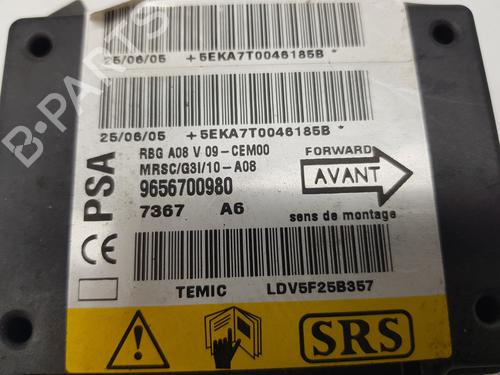 25/06/05 +5EKA7T0046185B *
25/06/05 +5EKA7T0046185B *
PSA
RBG A08 V 09-CEM00
MRSC/G3I/10-A08
9656700980
7367 A6
FORWARD
AVANT
sens de montage
CE
TEMIC LDV5F25B357
SRS
B-PARTS